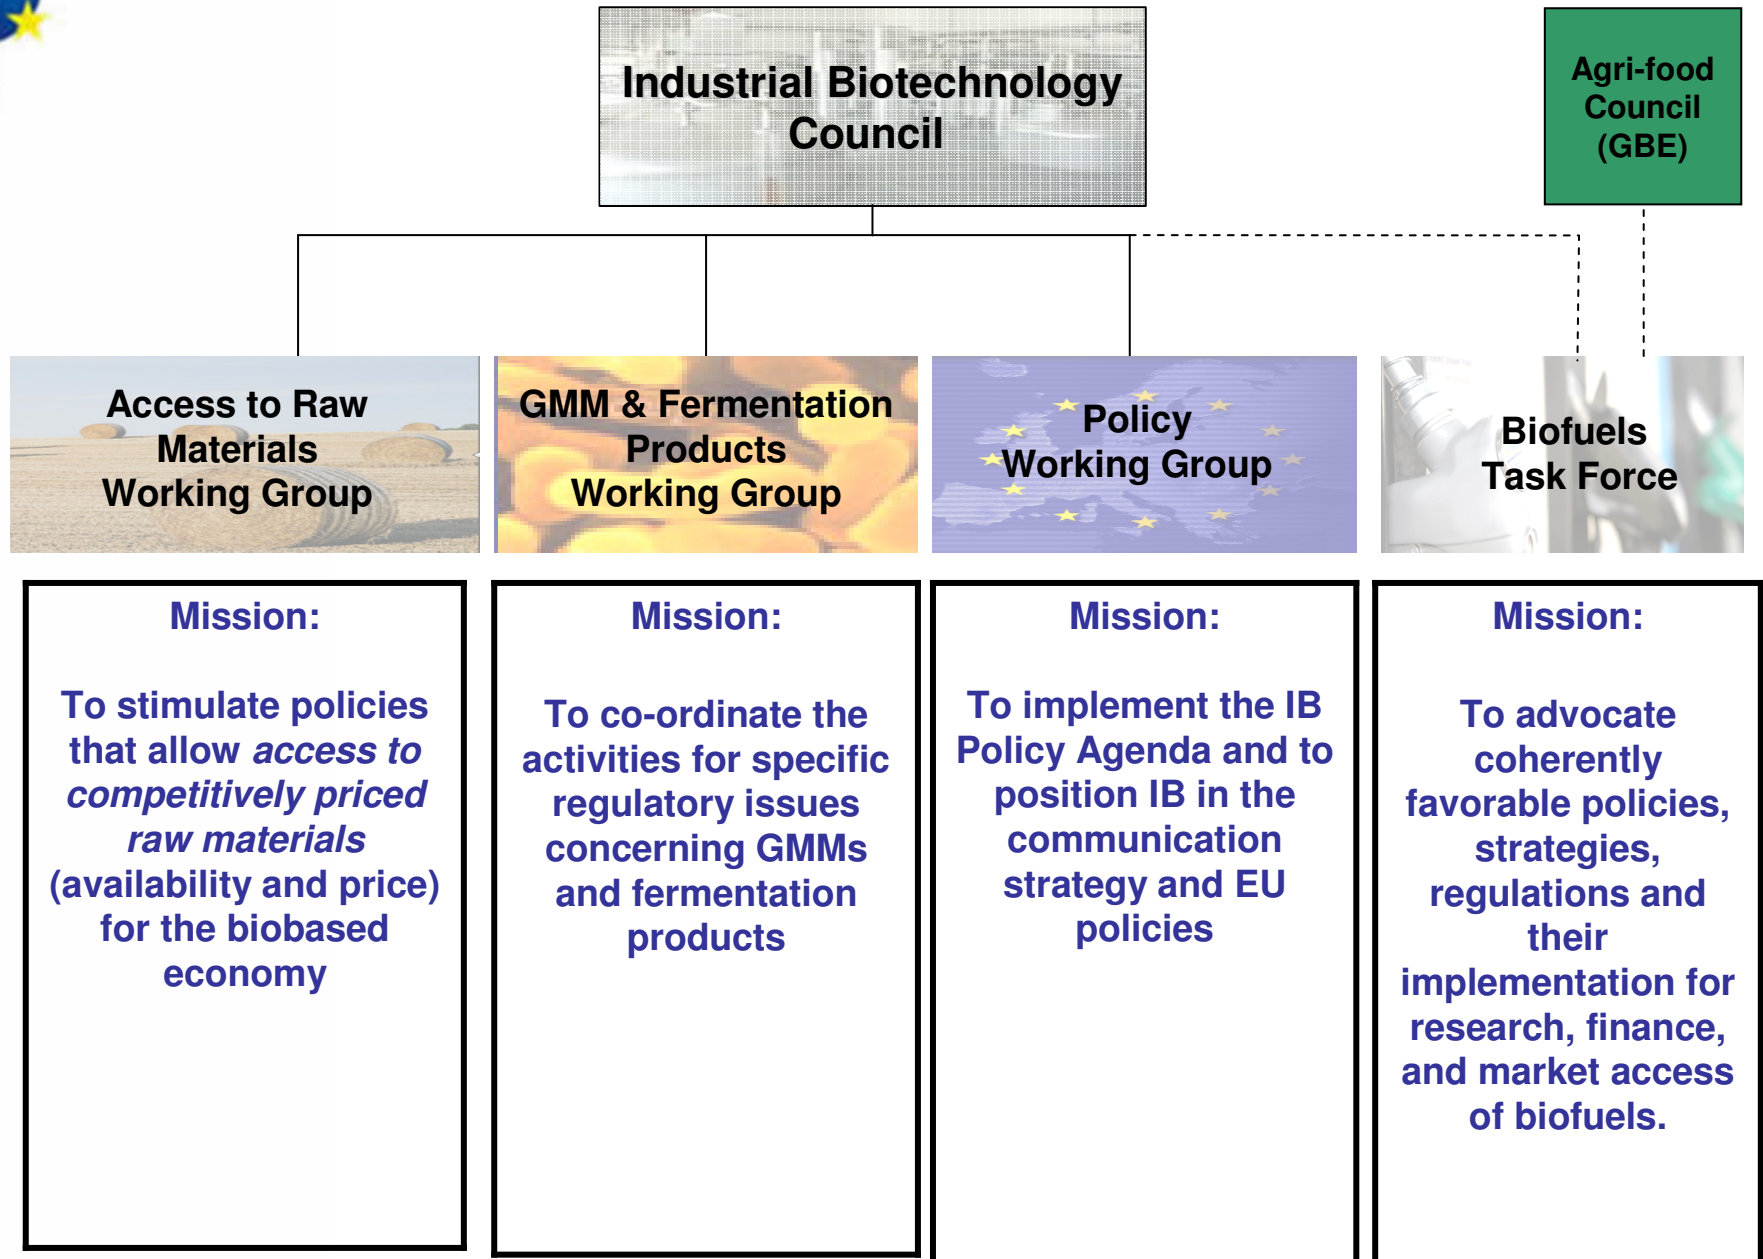 Industrial Biotechnology
Council
Agri-food
Council
(GBE)
Access to Raw
Materials
Working Group
GMM & Fermentation
Products
Working Group
Policy
Working Group
Biofuels
Task Force
Mission:
To stimulate policies
that allow access to
competitively priced
raw materials
(availability and price)
for the biobased
economy
Mission:
To co-ordinate the
activities for specific
regulatory issues
concerning GMMs
and fermentation
products
Mission:
To implement the IB
Policy Agenda and to
position IB in the
communication
strategy and EU
policies
Mission:
To advocate
coherently
favorable policies,
strategies,
regulations and
their
implementation for
research, finance,
and market access
of biofuels.